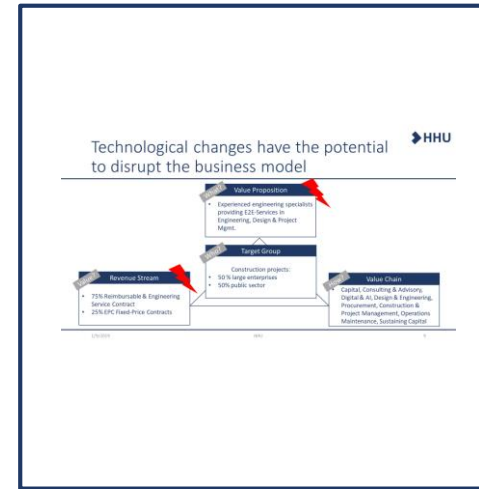 Technological changes have the potential
to disrupt the business model
HHU
Value Proposition
• Experienced engineering specialists
providing E2E-Services in
Engineering, Design & Project
Mgmt.
Target Group
Construction projects:
• 50 % large enterprises
• 50% public sector
Revenue Stream
• 75% Reimbursable & Engineering
Service Contract
• 25% EPC Fixed-Price Contracts
Value Chain
Capital, Consulting & Advisory,
Digital & AI, Design & Engineering,
Procurement, Construction &
Project Management, Operations
Maintenance, Sustaining Capital
HHU